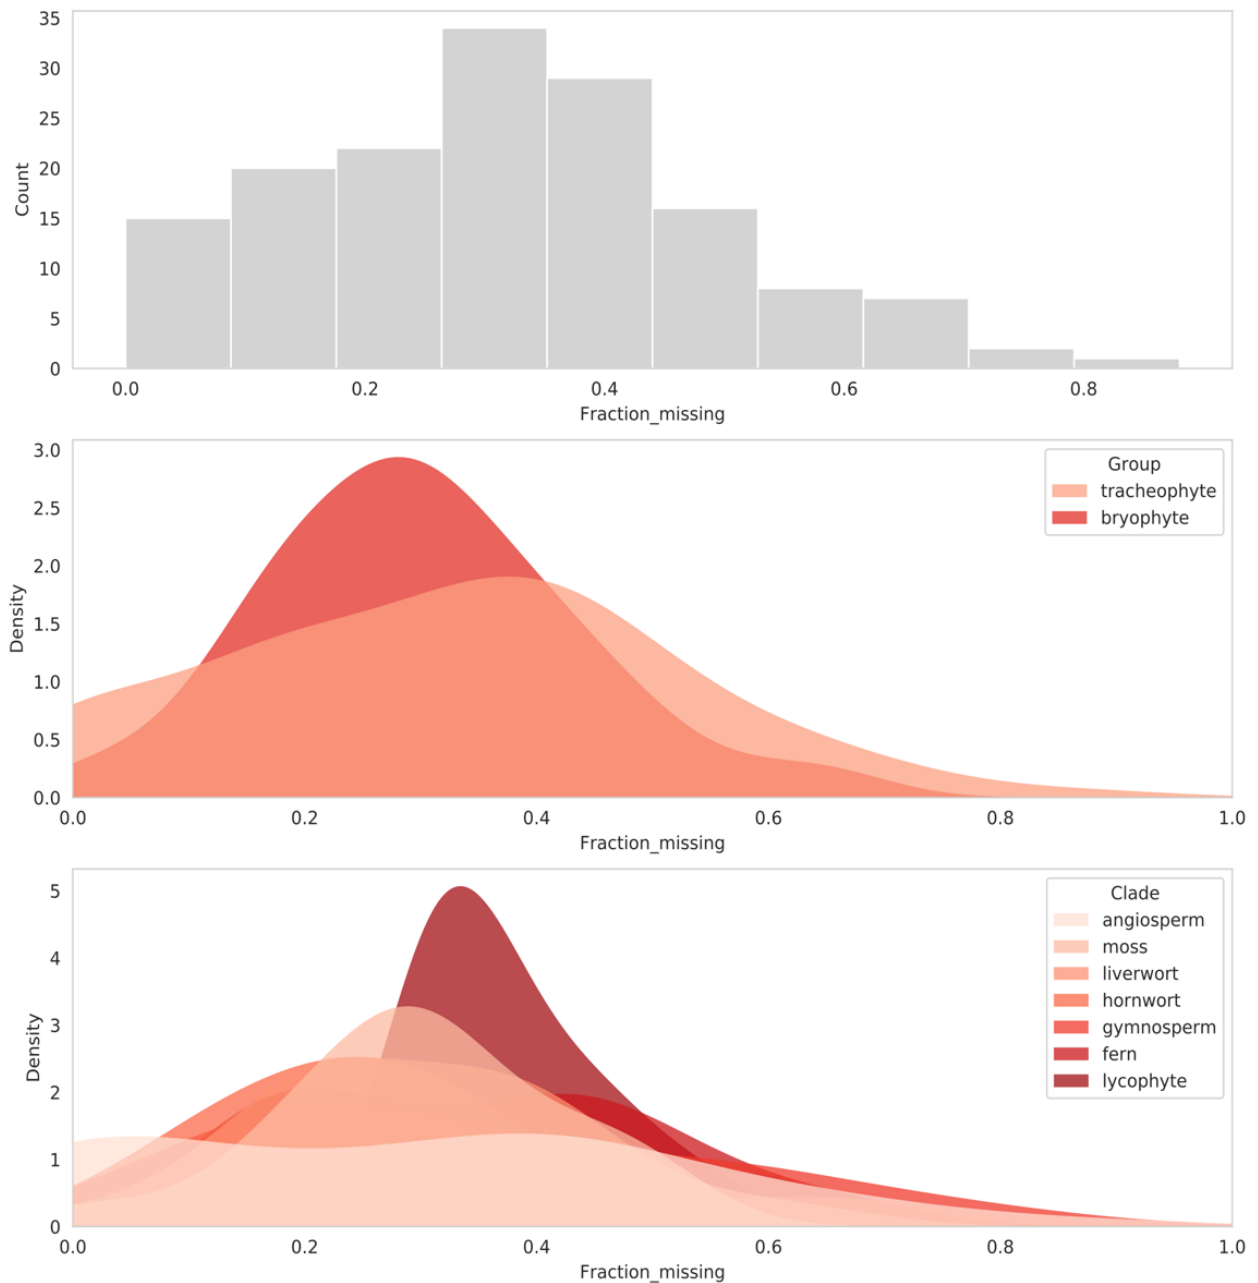 35
30
25
20
15
10
5
0
Count
0.0 0.2 0.4 0.6 0.8
Fraction_missing
3.0
2.5
2.0
1.5
1.0
0.5
0.0
Density
Group
tracheophyte
bryophyte
0.0 0.2 0.4 0.6 0.8 1.0
Fraction_missing
5
4
3
2
1
0
Density
Clade
angiosperm
moss
liverwort
hornwort
gymnosperm
fern
lycophyte
0.0 0.2 0.4 0.6 0.8 1.0
Fraction_missing